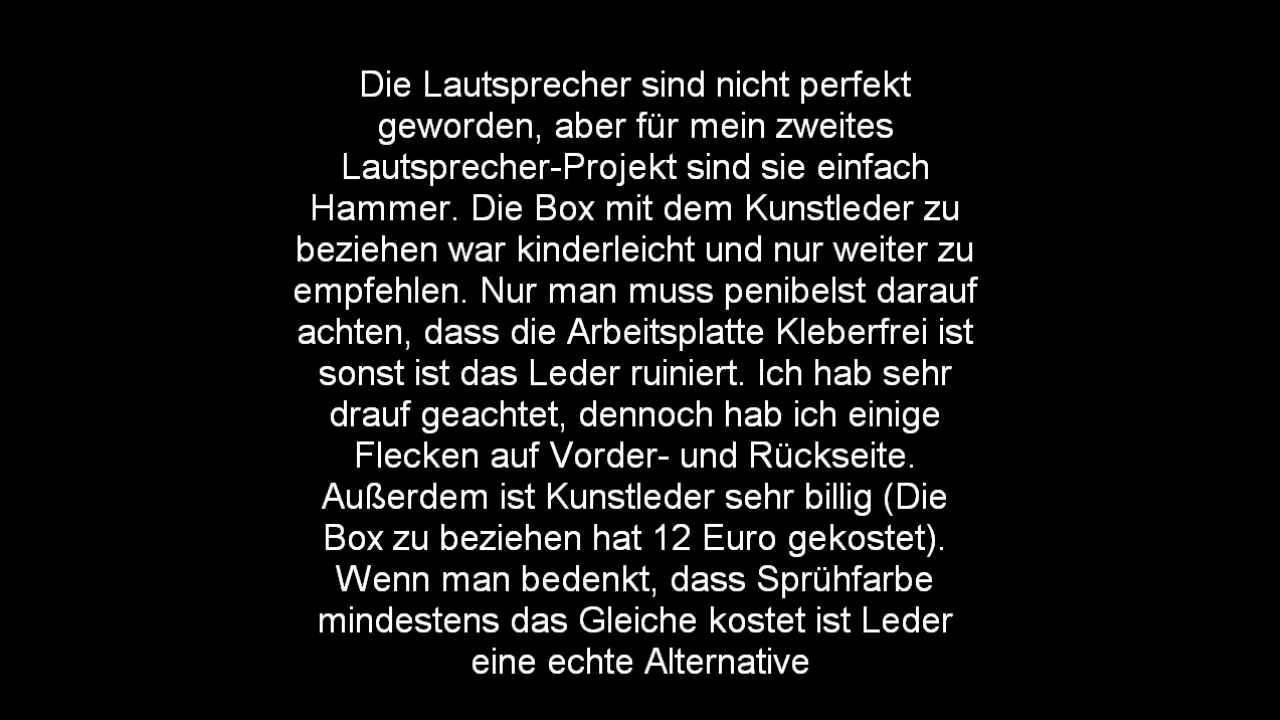 Die Lautsprecher sind nicht perfekt
geworden, aber für mein zweites
Lautsprecher-Projekt sind sie einfach
Hammer. Die Box mit dem Kunstleder zu
beziehen war kinderleicht und nur weiter zu
empfehlen. Nur man muss penibelst darauf
achten, dass die Arbeitsplatte Kleberfrei ist
sonst ist das Leder ruiniert. Ich hab sehr
drauf geachtet, dennoch hab ich einige
Flecken auf Vorder- und Rückseite.
Außerdem ist Kunstleder sehr billig (Die
Box zu beziehen hat 12 Euro gekostet).
Wenn man bedenkt, dass Sprühfarbe
mindestens das Gleiche kostet ist Leder
eine echte Alternative